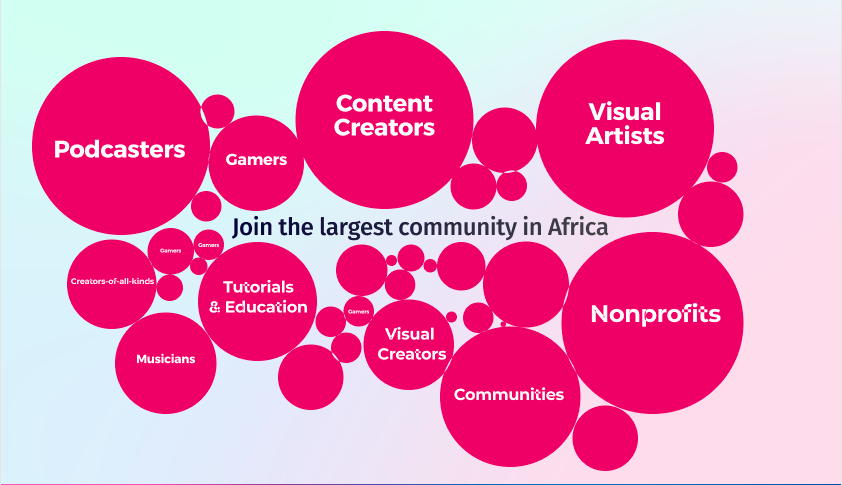 Content
Creators
Visual
Artists
Podcasters
Gamers
Join the largest community in Africa
Gamers
Gamers
Creators-of-all-kinds
Tutorials
& Education
Gamers
Nonprofits
Visual
Creators
Musicians
Communities